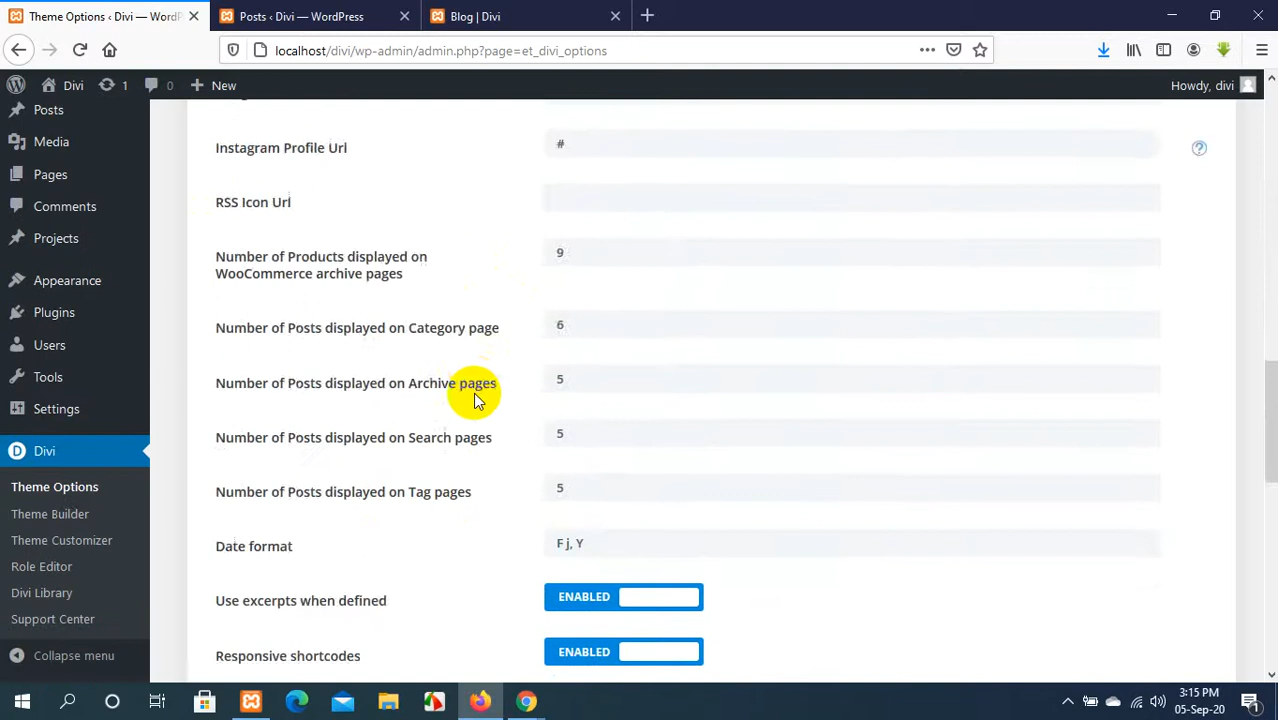 Theme Options ‹ Divi — WordP
Posts ‹ Divi — WordPress
Blog | Divi
localhost/divi/wp-admin/admin.php?page=et_divi_options
Divi
1
0
New
Howdy, divi
Posts
Media
Pages
Comments
Projects
Appearance
Plugins
Users
Tools
Settings
Divi
Theme Options
Theme Builder
Theme Customizer
Role Editor
Divi Library
Support Center
Collapse menu
Instagram Profile Url
#
RSS Icon Url
Number of Products displayed on
WooCommerce archive pages
9
Number of Posts displayed on Category page
6
Number of Posts displayed on Archive pages
5
Number of Posts displayed on Search pages
5
Number of Posts displayed on Tag pages
5
Date format
F j, Y
Use excerpts when defined
ENABLED
Responsive shortcodes
ENABLED
3:15 PM
05-Sep-20